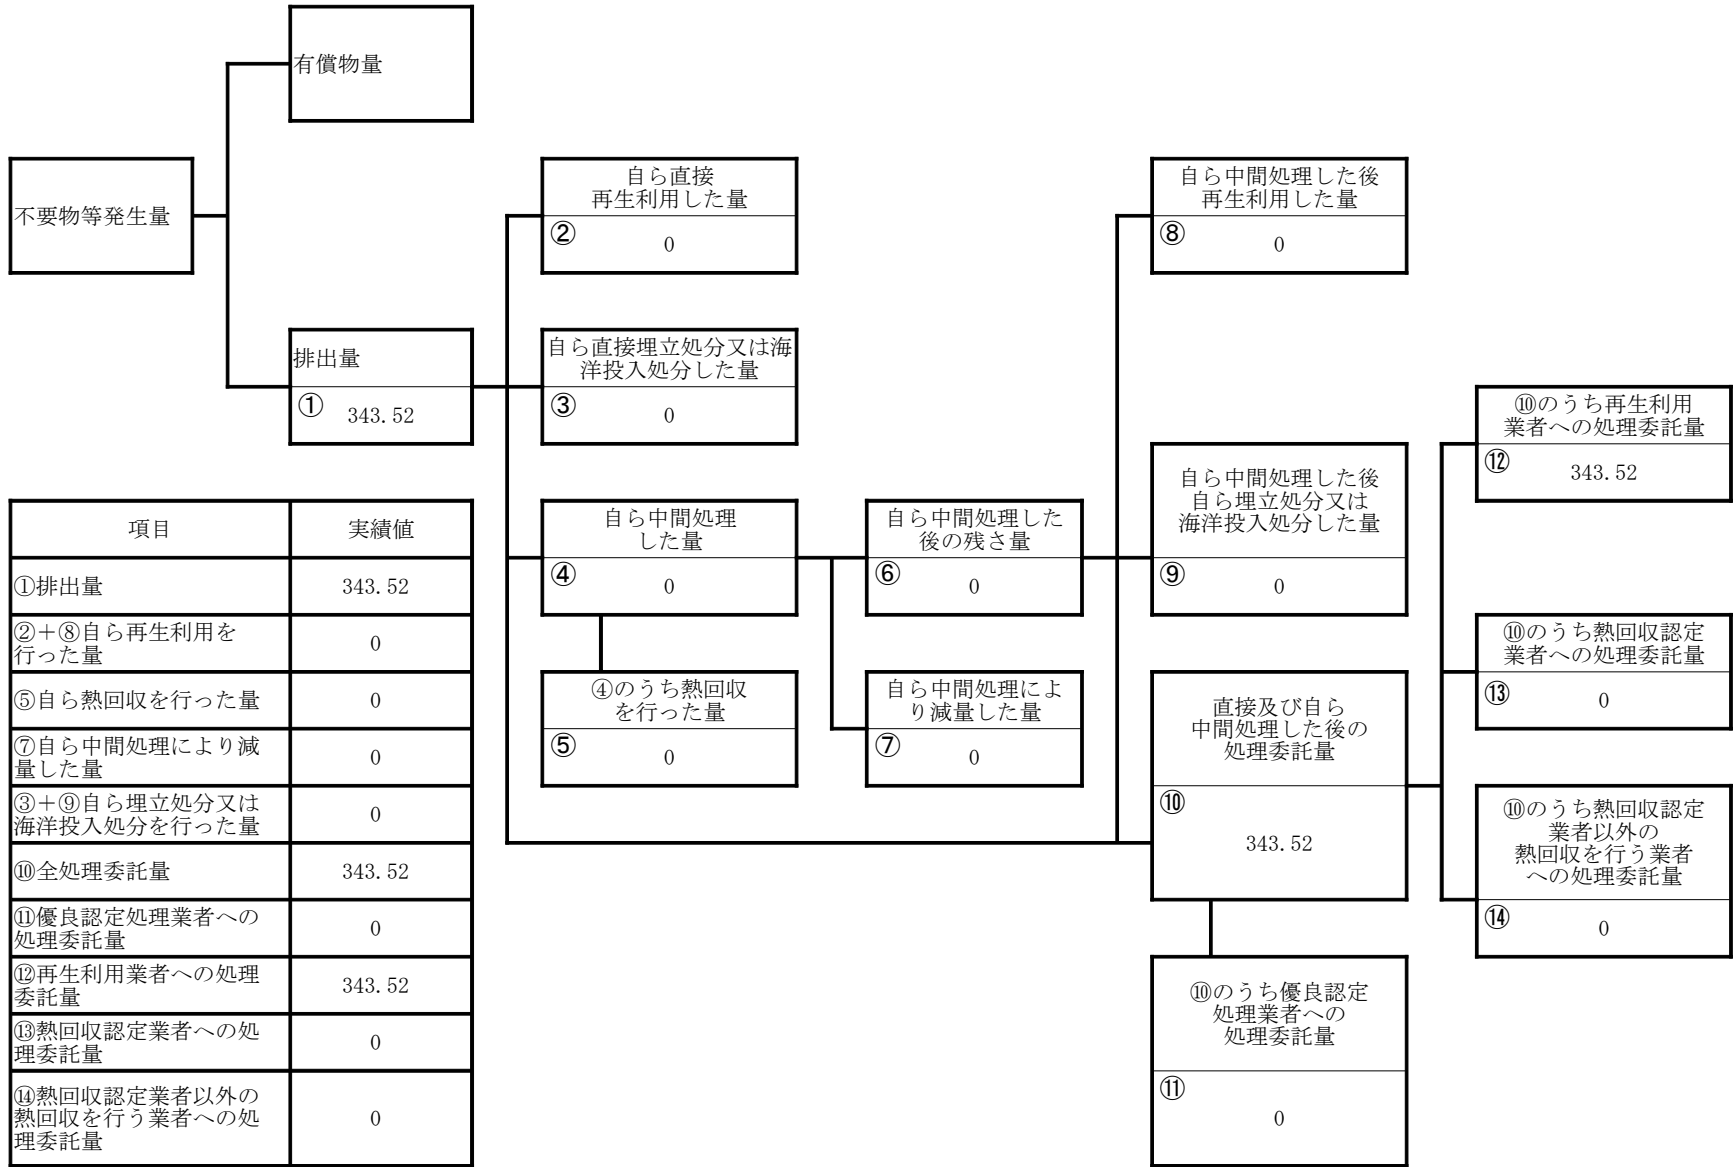 有償物量
不要物等発生量
自ら直接
再生利用した量
②
0
自ら中間処理した後
再生利用した量
⑧
0
排出量
①
343.52
自ら直接埋立処分又は海
洋投入処分した量
③
0
⑩のうち再生利用
業者への処理委託量
⑫
343.52
自ら中間処理
した量
④
0
自ら中間処理した
後の残さ量
⑥
0
自ら中間処理した後
自ら埋立処分又は
海洋投入処分した量
⑨
0
④のうち熱回収
を行った量
⑤
0
自ら中間処理によ
り減量した量
⑦
0
直接及び自ら
中間処理した後の
処理委託量
⑩
343.52
⑩のうち熱回収認定
業者への処理委託量
⑬
0
⑩のうち熱回収認定
業者以外の
熱回収を行う業者
への処理委託量
⑭
0
⑩のうち優良認定
処理業者への
処理委託量
⑪
0
項目 実績値
①排出量 343.52
②+⑧自ら再生利用を
行った量
0
⑤自ら熱回収を行った量 0
⑦自ら中間処理により減
量した量
0
③+⑨自ら埋立処分又は
海洋投入処分を行った量
0
⑩全処理委託量 343.52
⑪優良認定処理業者への
処理委託量
0
⑫再生利用業者への処理
委託量
343.52
⑬熱回収認定業者への処
理委託量
0
⑭熱回収認定業者以外の
熱回収を行う業者への処
理委託量
0